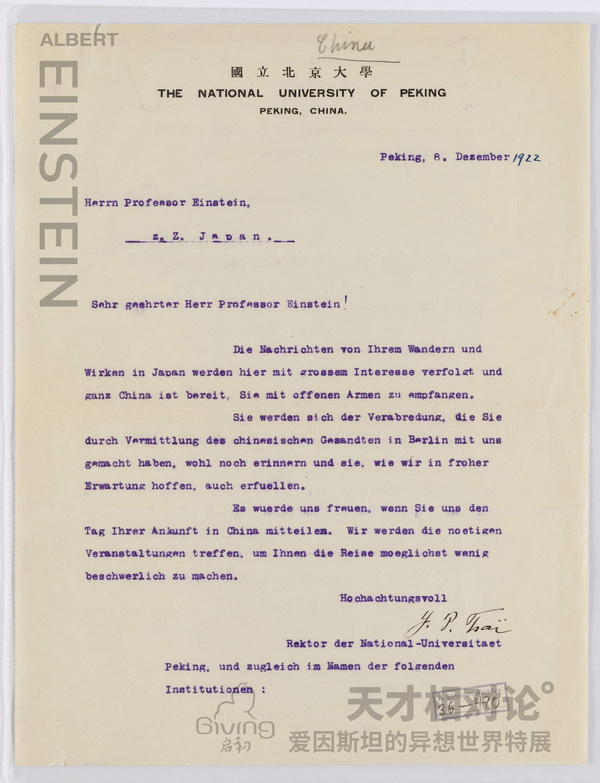 ALBERT
EINSTEIN
China
國立北京大學
THE NATIONAL UNIVERSITY OF PEKING
PEKING, CHINA.
Peking, 8. Dezember 1922
Herrn Professor Einstein,
z. Z. Japan.
Sehr geehrter Herr Professor Einstein!
Die Nachrichten von Ihrem Wandern und
Wirken in Japan werden hier mit grossem Interesse verfolgt und
ganz China ist bereit, Sie mit offenen Armen zu empfangen.
Sie werden sich der Verabredung, die Sie
durch Vermittlung des chinesischen Gesandten in Berlin mit uns
gemacht haben, wohl noch erinnern und sie, wie wir in froher
Erwartung hoffen, auch erfuellen.
Es wuerde uns freuen, wenn Sie uns den
Tag Ihrer Ankunft in China mitteilem. Wir werden die noetigen
Veranstaltungen treffen, um Ihnen die Reise moeglichst wenig
beschwerlich zu machen.
Hochachtungsvoll
Y. P. Tsaï
Rektor der National-Universitaet
Peking, und zugleich im Namen der folgenden
Institutionen :
36-490
天才相对论°
爱因斯坦的异想世界特展
Giving
启初